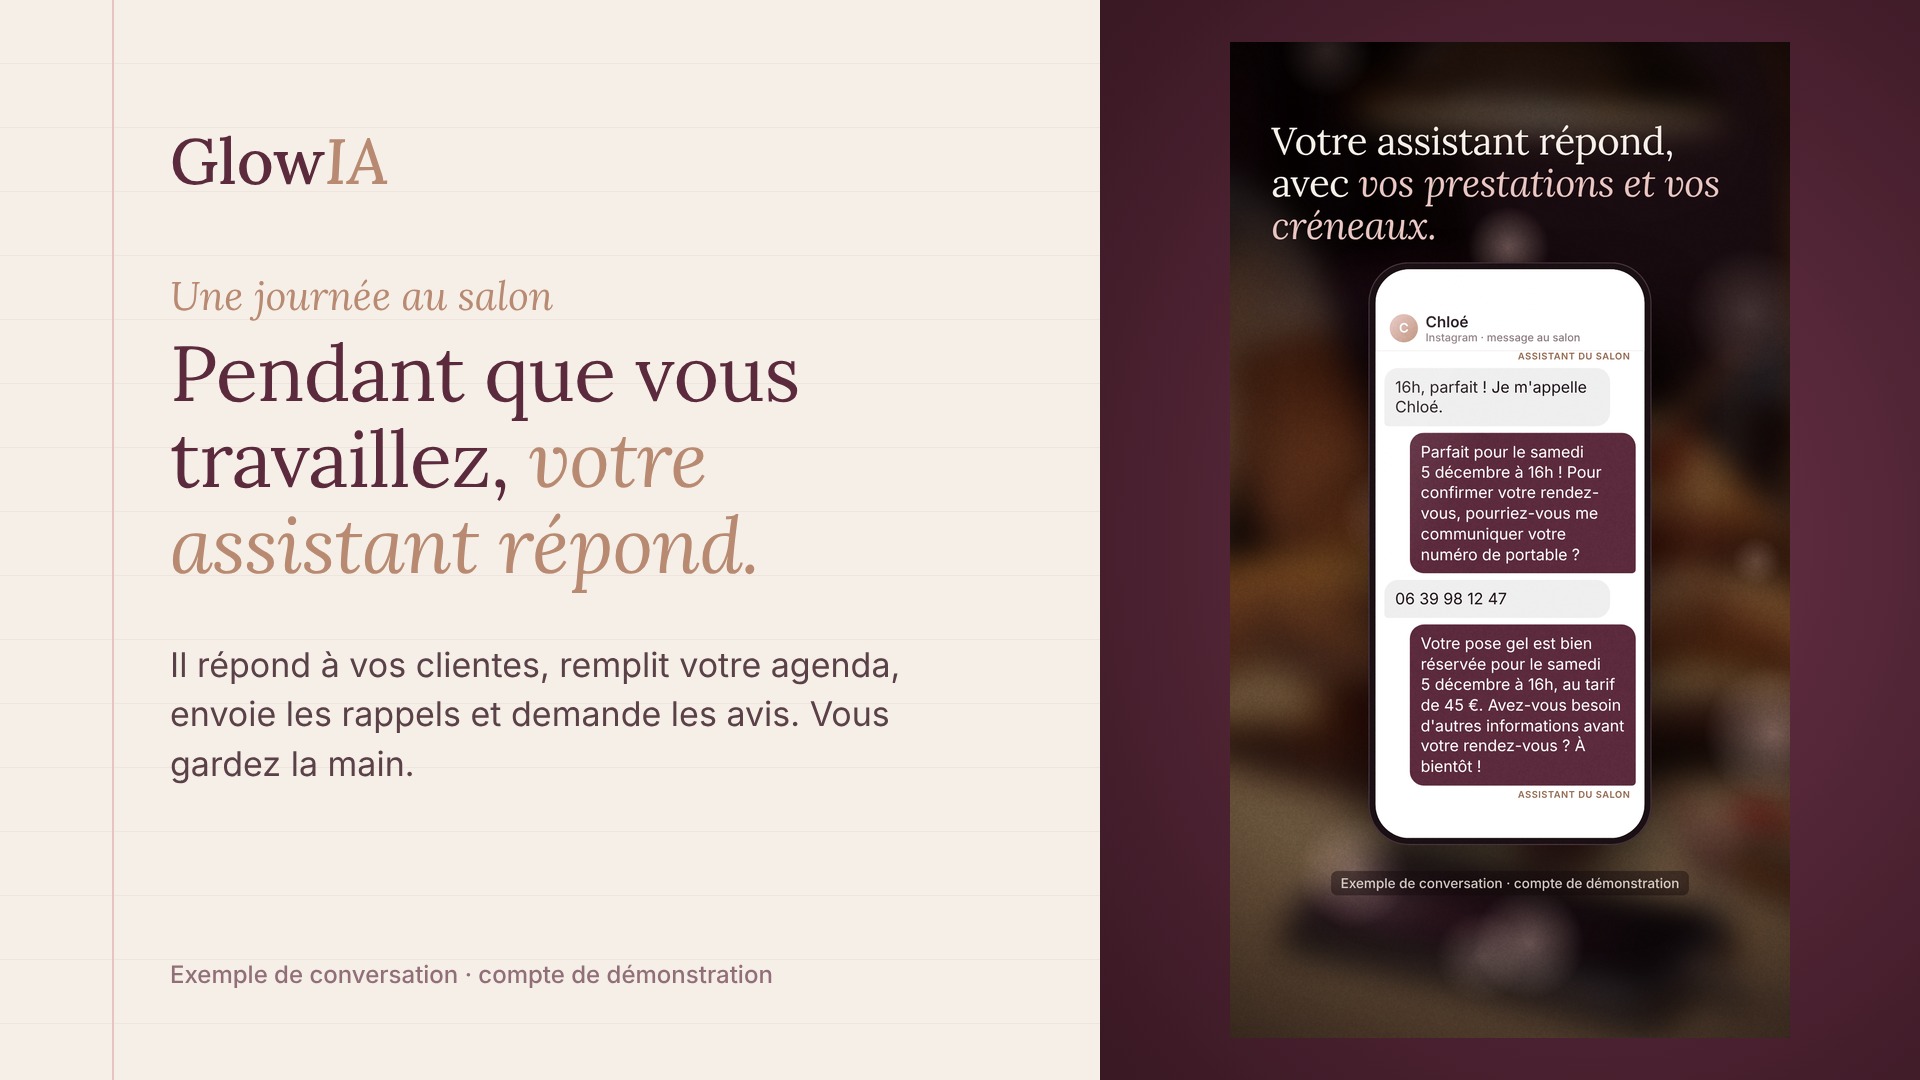 GlowIA
Une journée au salon
Pendant que vous
travaillez, votre
assistant répond.
Il répond à vos clientes, remplit votre agenda,
envoie les rappels et demande les avis. Vous
gardez la main.
Exemple de conversation · compte de démonstration
Votre assistant répond,
avec vos prestations et vos
créneaux.
C
Chloé
Instagram · message au salon
ASSISTANT DU SALON
16h, parfait ! Je m'appelle
Chloé.
Parfait pour le samedi
5 décembre à 16h ! Pour
confirmer votre rendez-
vous, pourriez-vous me
communiquer votre
numéro de portable ?
06 39 98 12 47
Votre pose gel est bien
réservée pour le samedi
5 décembre à 16h, au tarif
de 45 €. Avez-vous besoin
d'autres informations avant
votre rendez-vous ? À
bientôt !
ASSISTANT DU SALON
Exemple de conversation · compte de démonstration